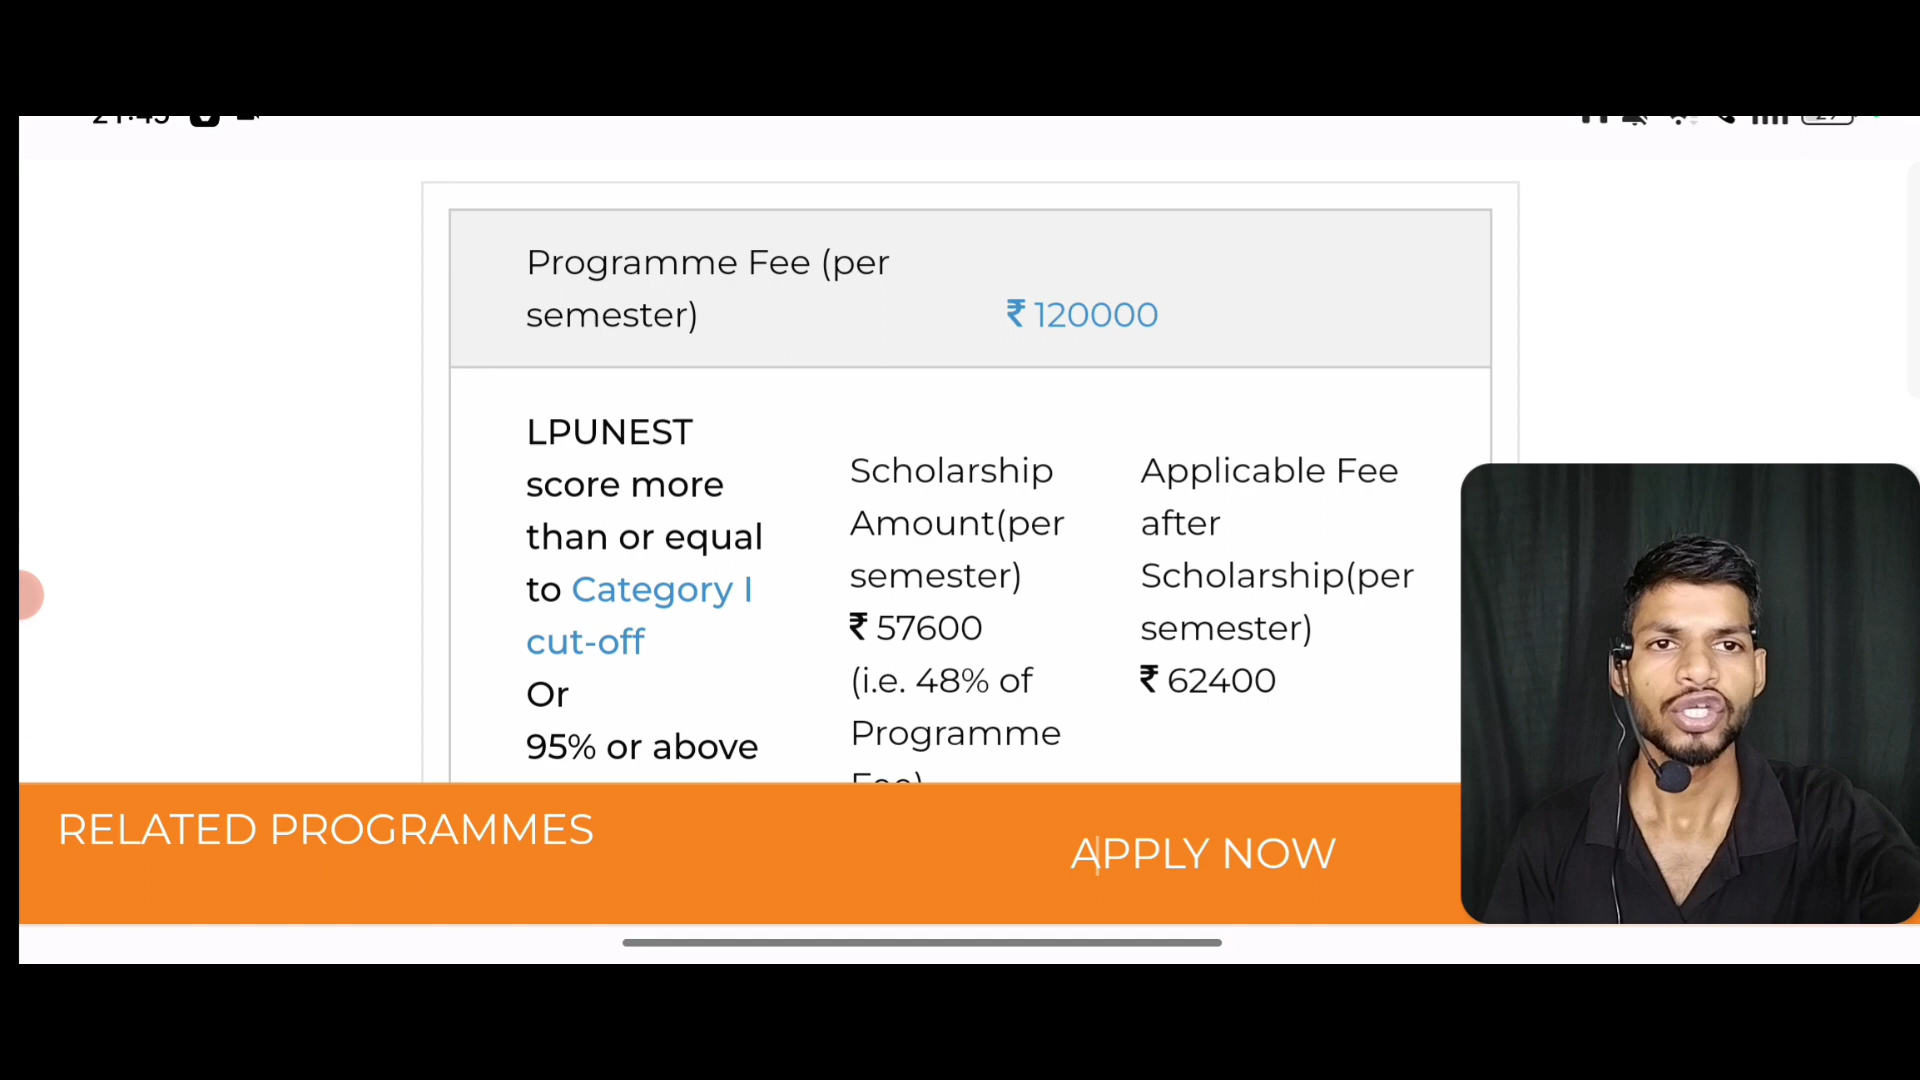 Programme Fee (per
semester)
₹ 120000
LPUNEST
score more
than or equal
to Category I
cut-off
Or
95% or above
Scholarship
Amount(per
semester)
₹ 57600
(i.e. 48% of
Programme
Fee)
Applicable Fee
after
Scholarship(per
semester)
₹ 62400
RELATED PROGRAMMES
APPLY NOW